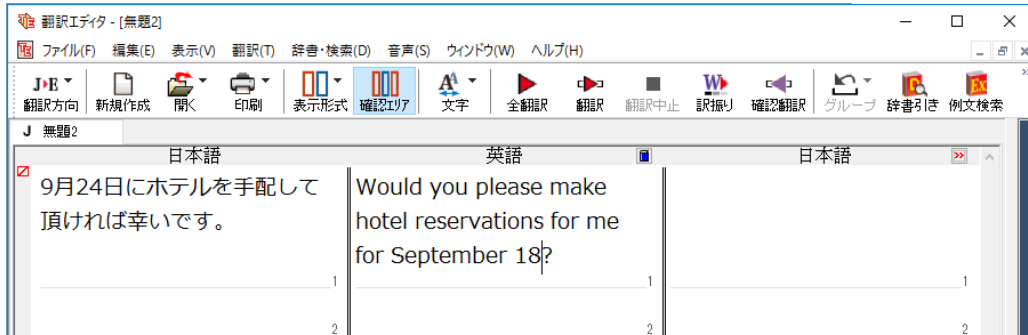 翻訳エディタ - [無題2]
ファイル(F) 編集(E) 表示(V) 翻訳(T) 辞書・検索(D) 音声(S) ウィンドウ(W) ヘルプ(H)
J▸E
翻訳方向 新規作成 開く 印刷 表示形式 確認エリア 文字 全翻訳 翻訳 翻訳中止 訳振り 確認翻訳 グループ 辞書引き 例文検索
J 無題2
日本語 英語 日本語
9月24日にホテルを手配して
頂ければ幸いです。
Would you please make
hotel reservations for me
for September 18?
1 1 1
2 2 2